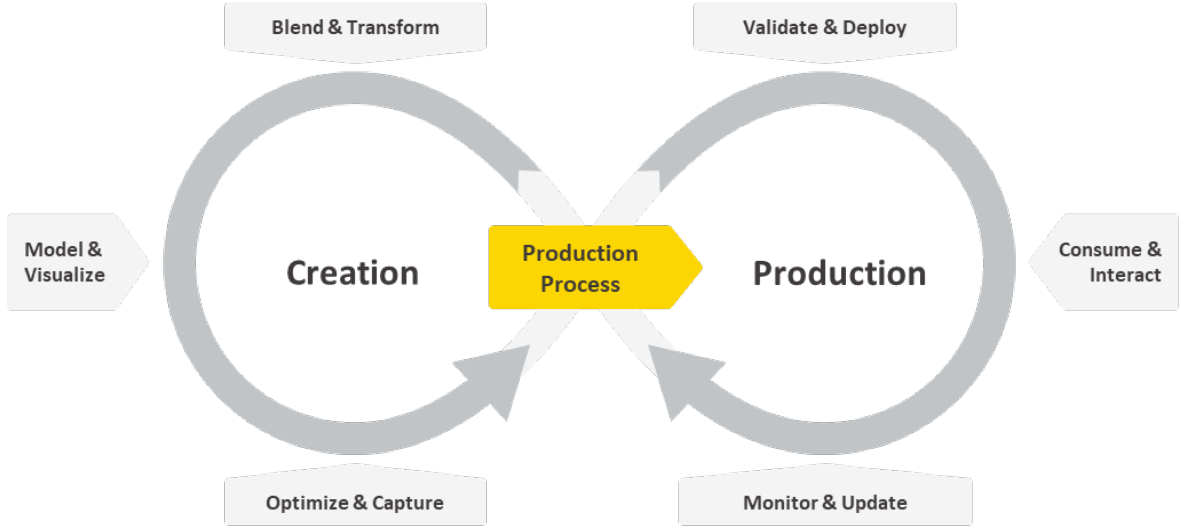 Blend & Transform
Validate & Deploy
Model &
Visualize
Creation
Production
Process
Production
Consume &
Interact
Optimize & Capture
Monitor & Update